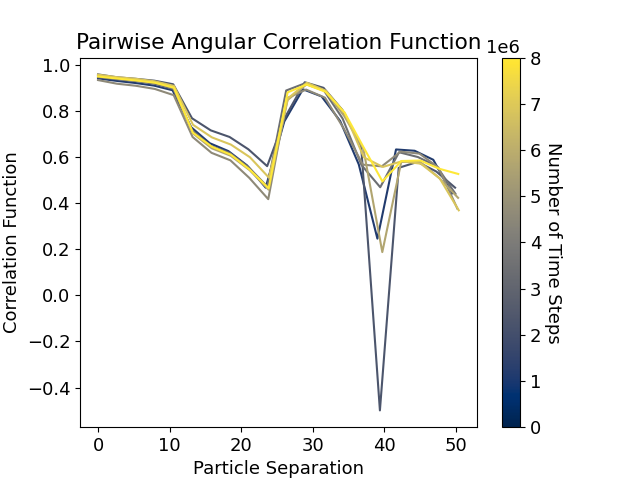 Pairwise Angular Correlation Function
1e6
1.0
0.8
0.6
0.4
0.2
0.0
−0.2
−0.4
Correlation Function
0 10 20 30 40 50
Particle Separation
8
7
6
5
4
3
2
1
0
Number of Time Steps